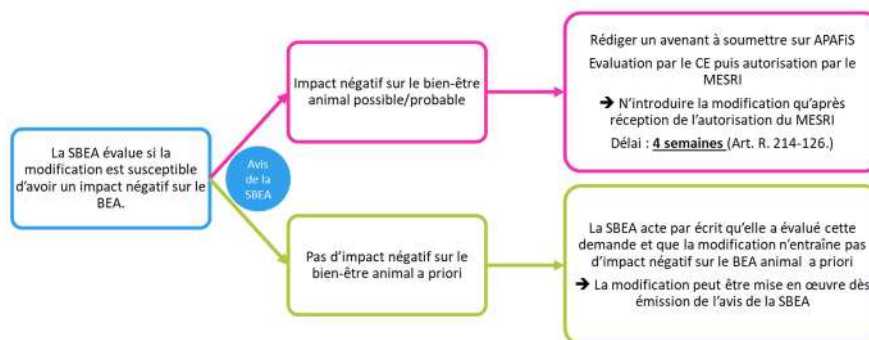 La SBEA évalue si la
modification est susceptible
d'avoir un impact négatif sur le
BEA.
Avis
de la
SBEA
Impact négatif sur le bien-être
animal possible/probable
Rédiger un avenant à soumettre sur APAFiS
Evaluation par le CE puis autorisation par le
MESRI
➔ N'introduire la modification qu'après
réception de l'autorisation du MESRI
Délai : 4 semaines (Art. R. 214-126.)
Pas d'impact négatif sur le
bien-être animal a priori
La SBEA acte par écrit qu'elle a évalué cette
demande et que la modification n'entraîne pas
d'impact négatif sur le BEA animal a priori
➔ La modification peut être mise en œuvre dès
émission de l'avis de la SBEA